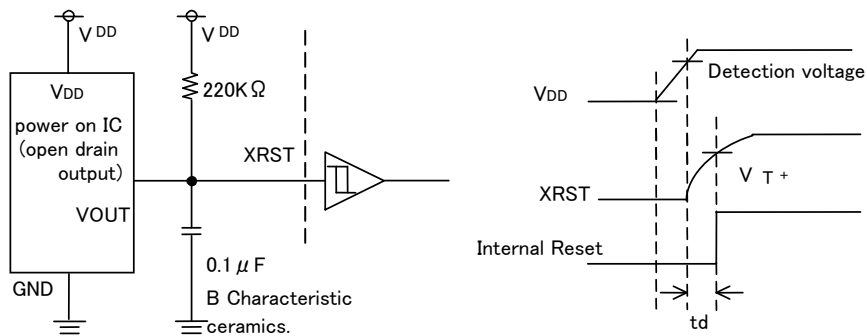 VDD
VDD
VDD
power on IC
(open drain
output)
VOUT
GND
220KΩ
XRST
0.1μF
B Characteristic
ceramics.
VDD
Detection voltage
XRST
VT+
Internal Reset
td